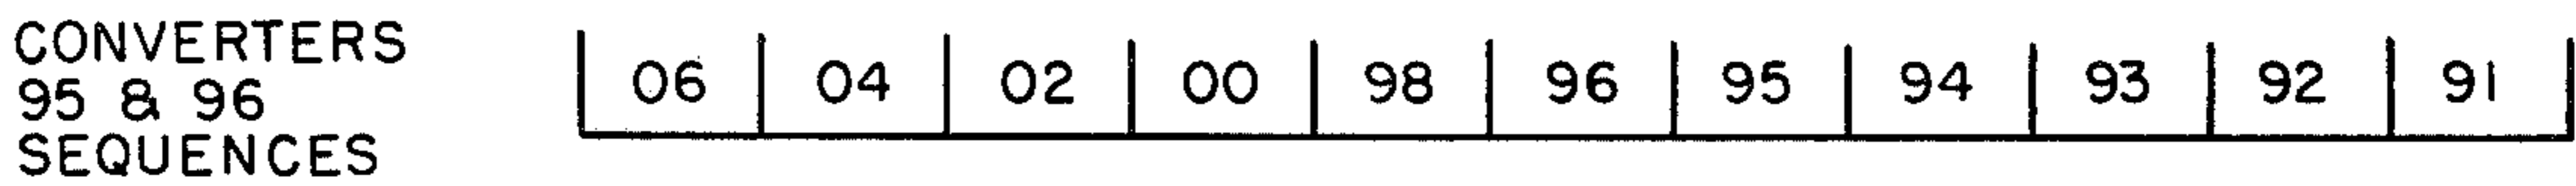 CONVERTERS
95 & 96
SEQUENCES
06 04 02 00 98 96 95 94 93 92 91